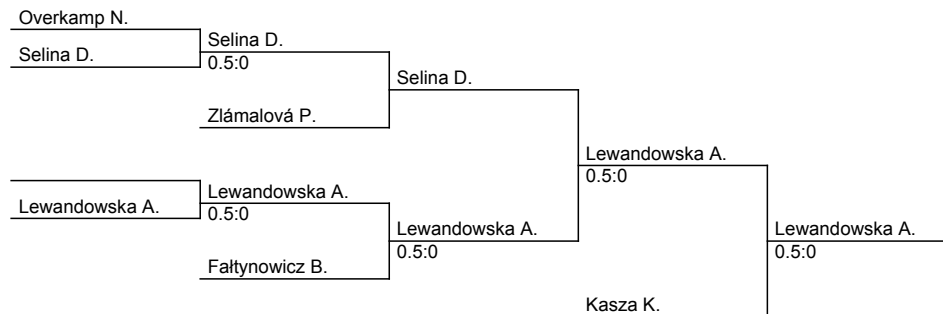 Overkamp N.
Selina D.
Selina D.
0.5:0
Selina D.
Zlámalová P.
Lewandowska A.
0.5:0
Lewandowska A.
Lewandowska A.
0.5:0
Lewandowska A.
0.5:0
Lewandowska A.
0.5:0
Fałtynowicz B.
Kasza K.